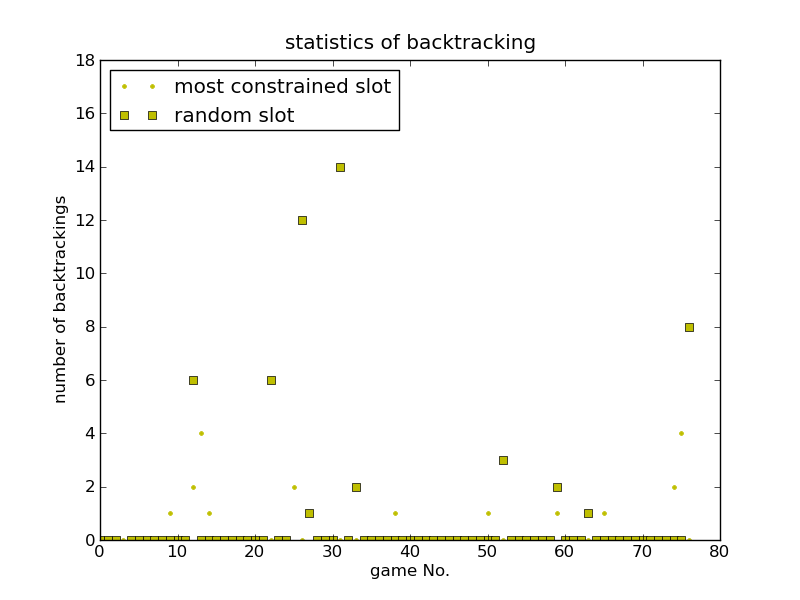 statistics of backtracking
18
most constrained slot
random slot
16
14
12
10
8
6
4
2
0
number of backtrackings
0 10 20 30 40 50 60 70 80
game No.